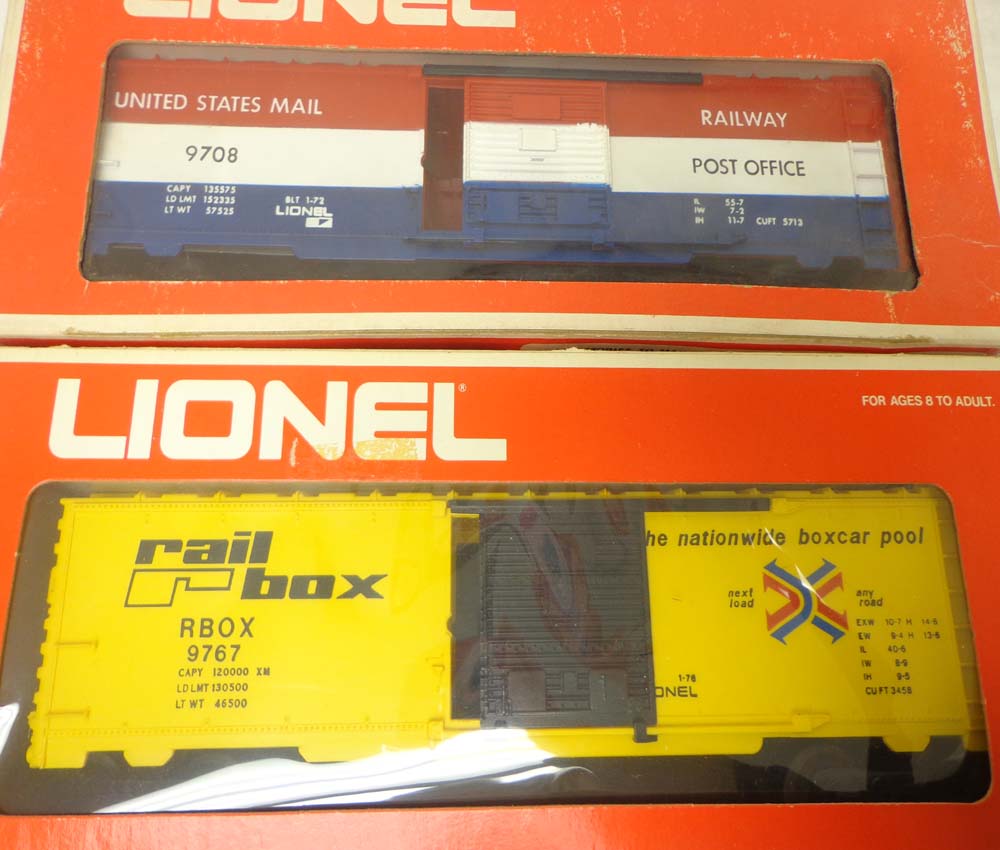 LIONEL
UNITED STATES MAIL
9708
CAPY 135575
LD LMT 152335
LT WT 57525
BLT 1-72
LIONEL
RAILWAY
POST OFFICE
IL 55-7
IW 7-2
IH 11-7 CUFT 5713
LIONEL®
FOR AGES 8 TO ADULT.
rail
box
RBOX
9767
CAPY 120000 XM
LD LMT 130500
LT WT 46500
he nationwide boxcar pool
next
load
any
road
EXW 10-7 H 14-6
EW 9-4 H 13-6
IL 40-6
IW 8-9
IH 9-5
CU FT 3458
1-76
ONEL